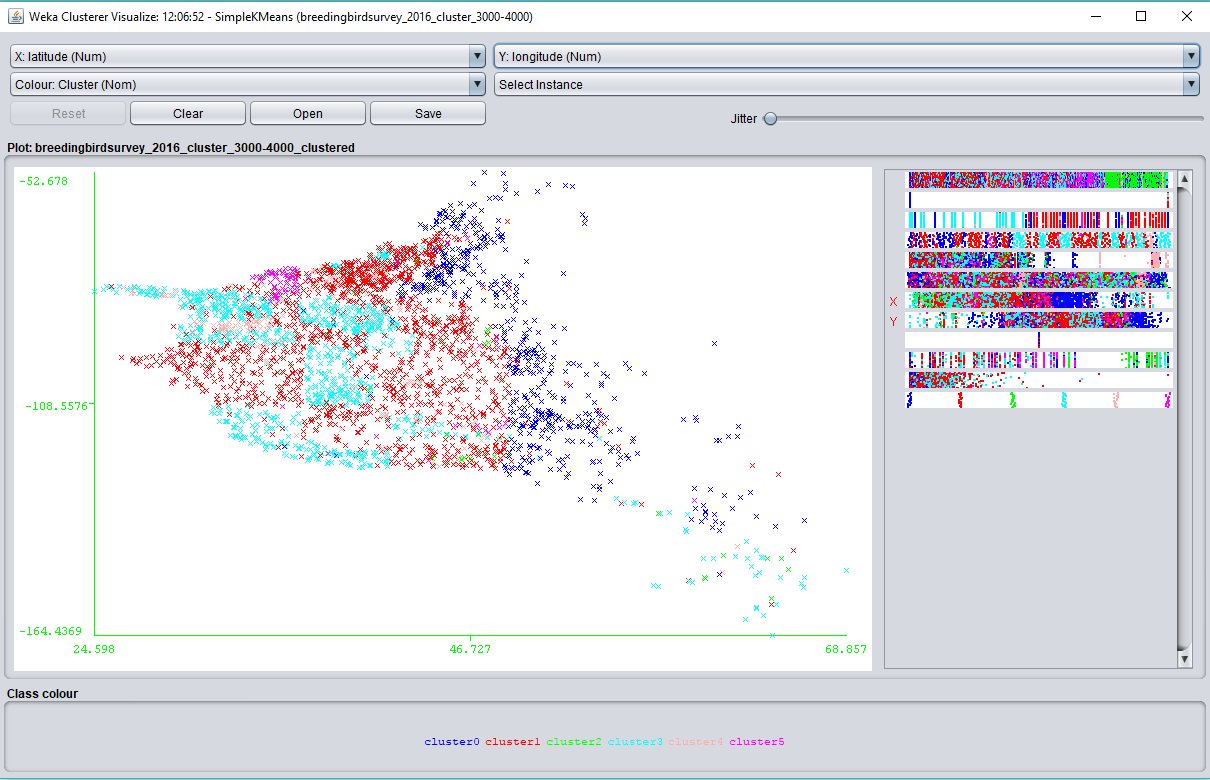 Weka Clusterer Visualize: 12:06:52 - SimpleKMeans (breedingbirdsurvey_2016_cluster_3000-4000)
X: latitude (Num) Y: longitude (Num)
Colour: Cluster (Nom) Select Instance
Reset Clear Open Save Jitter
Plot: breedingbirdsurvey_2016_cluster_3000-4000_clustered
-52.678
X
Y
-108.5576
-164.4369
24.598 46.727 68.857
Class colour
cluster0 cluster1 cluster2 cluster3 cluster4 cluster5